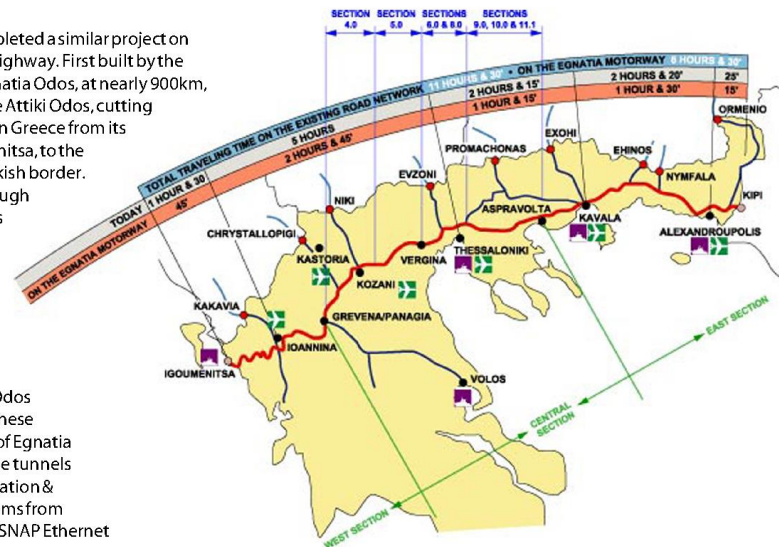 pleted a similar project on
ighway. First built by the
natia Odos, at nearly 900km,
e Attiki Odos, cutting
n Greece from its
nitsa, to the
kish border.
ugh
s
Odos
hese
of Egnatia
e tunnels
ation &
ms from
SNAP Ethernet
SECTION
4.0
SECTION
5.0
SECTIONS
6.0 & 8.0
SECTIONS
9.0, 10.0 & 11.1
TOTAL TRAVELING TIME ON THE EXISTING ROAD NETWORK 11 HOURS & 30' • ON THE EGNATIA MOTORWAY 6 HOURS & 30'
TODAY 1 HOUR & 30 5 HOURS 2 HOURS & 15' 2 HOURS & 20' 25'
ON THE EGNATIA MOTORWAY 45' 2 HOURS & 45' 1 HOUR & 15' 1 HOUR & 30' 15'
ORMENIO
EXOHI
PROMACHONAS
EHINOS
NYMFALA
EVZONI
KIPI
NIKI
ASPRAVOLTA
KAVALA
CHRYSTALLOPIGI
ALEXANDROUPOLIS
KASTORIA
VERGINA
THESSALONIKI
KOZANI
KAKAVIA
GREVENA/PANAGIA
IOANNINA
IGOUMENITSA
VOLOS
EAST SECTION
CENTRAL
SECTION
WEST SECTION